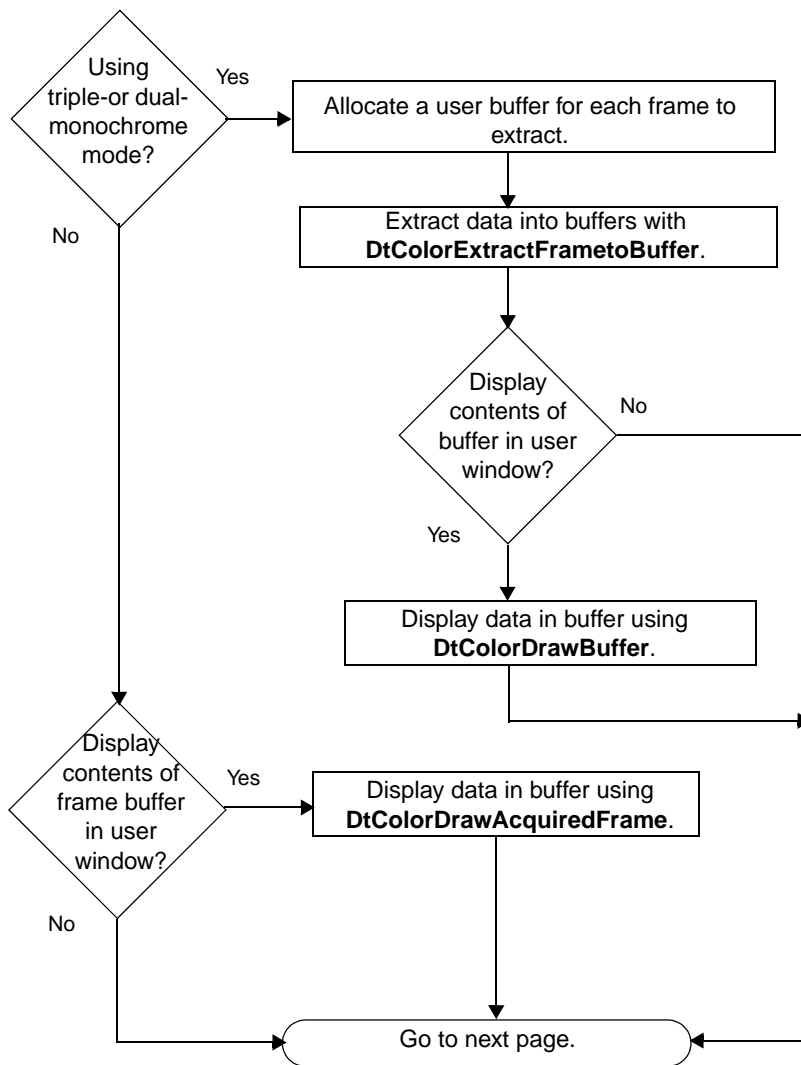 Using
triple-or dual-
monochrome
mode?
Yes
Allocate a user buffer for each frame to
extract.
No
Extract data into buffers with
DtColorExtractFrametoBuffer.
Display
contents of
buffer in user
window?
No
Yes
Display data in buffer using
DtColorDrawBuffer.
Display
contents of
frame buffer
in user
window?
Yes
Display data in buffer using
DtColorDrawAcquiredFrame.
No
Go to next page.